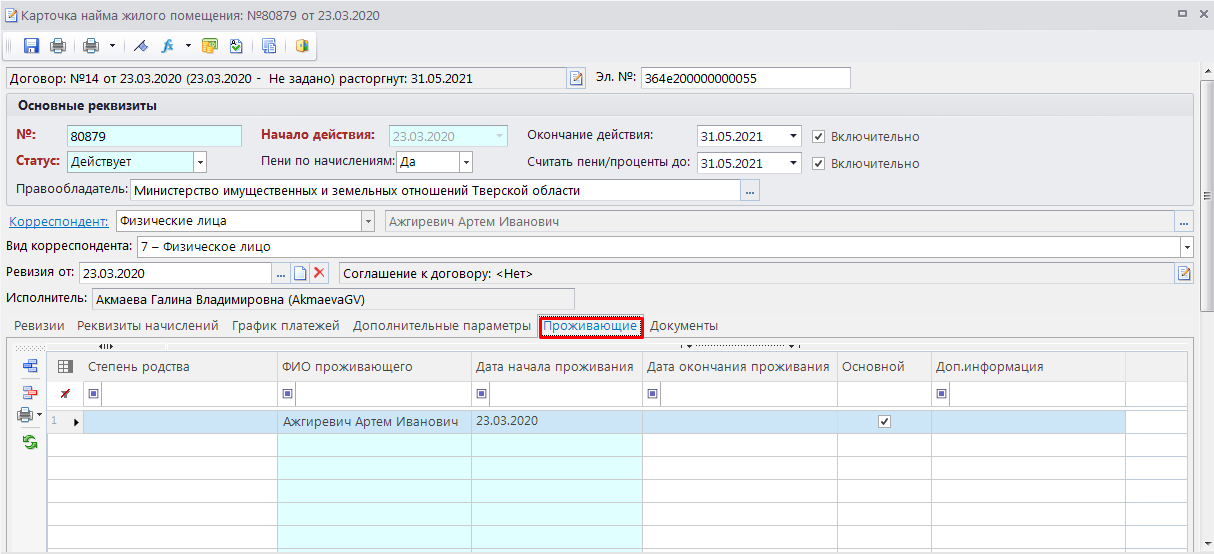 Карточка найма жилого помещения: №80879 от 23.03.2020
Договор: №14 от 23.03.2020 (23.03.2020 - Не задано) расторгнут: 31.05.2021 Эл. №: 364e200000000055
Основные реквизиты
№: 80879 Начало действия: 23.03.2020 Окончание действия: 31.05.2021 Включительно
Статус: Действует Пени по начислениям: Да Считать пени/проценты до: 31.05.2021 Включительно
Правообладатель: Министерство имущественных и земельных отношений Тверской области ...
Корреспондент: Физические лица Ажгиревич Артем Иванович ...
Вид корреспондента: 7 – Физическое лицо
Ревизия от: 23.03.2020 ... Соглашение к договору: <Нет>
Исполнитель: Акмаева Галина Владимировна (AkmaevaGV)
Ревизии Реквизиты начислений График платежей Дополнительные параметры Проживающие Документы
Степень родства ФИО проживающего Дата начала проживания Дата окончания проживания Основной Доп.информация
1 Ажгиревич Артем Иванович 23.03.2020